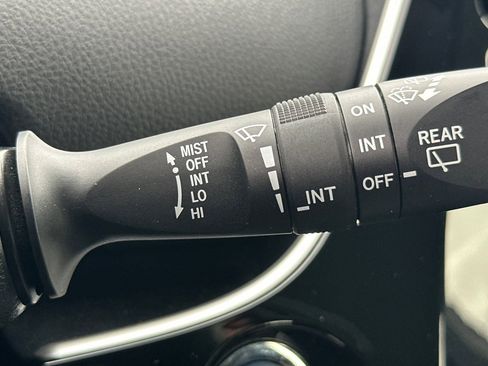 MIST
OFF
INT
LO
HI
INT
ON
INT
OFF
REAR